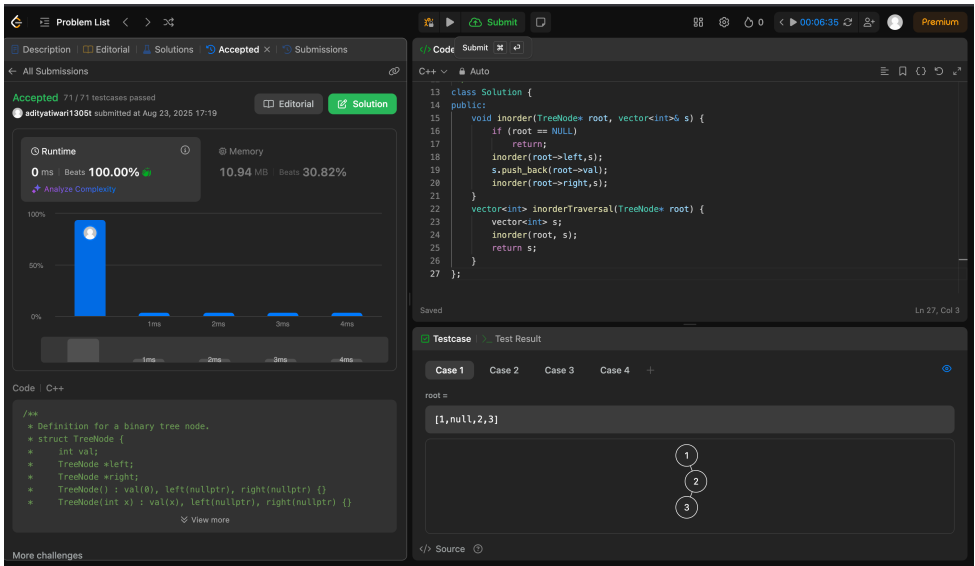 Problem List
Submit
0
00:06:35
Premium
Description | Editorial | Solutions | Accepted × | Submissions
All Submissions
Accepted 71 / 71 testcases passed
adityatiwari1305t submitted at Aug 23, 2025 17:19
Editorial
Solution
Runtime
0 ms | Beats 100.00%
Analyze Complexity
Memory
10.94 MB | Beats 30.82%
100%
50%
0%
1ms 2ms 3ms 4ms
1ms 2ms 3ms 4ms
Code | C++
/**
* Definition for a binary tree node.
* struct TreeNode {
*     int val;
*     TreeNode *left;
*     TreeNode *right;
*     TreeNode() : val(0), left(nullptr), right(nullptr) {}
*     TreeNode(int x) : val(x), left(nullptr), right(nullptr) {}
View more
More challenges
</> Code
Submit ⌘ ↵
C++ Auto
13 class Solution {
14 public:
15     void inorder(TreeNode* root, vector<int>& s) {
16         if (root == NULL)
17             return;
18         inorder(root->left,s);
19         s.push_back(root->val);
20         inorder(root->right,s);
21     }
22     vector<int> inorderTraversal(TreeNode* root) {
23         vector<int> s;
24         inorder(root, s);
25         return s;
26     }
27 };
Saved
Ln 27, Col 3
Testcase | >_ Test Result
Case 1 Case 2 Case 3 Case 4 +
root =
[1,null,2,3]
1
2
3
</> Source